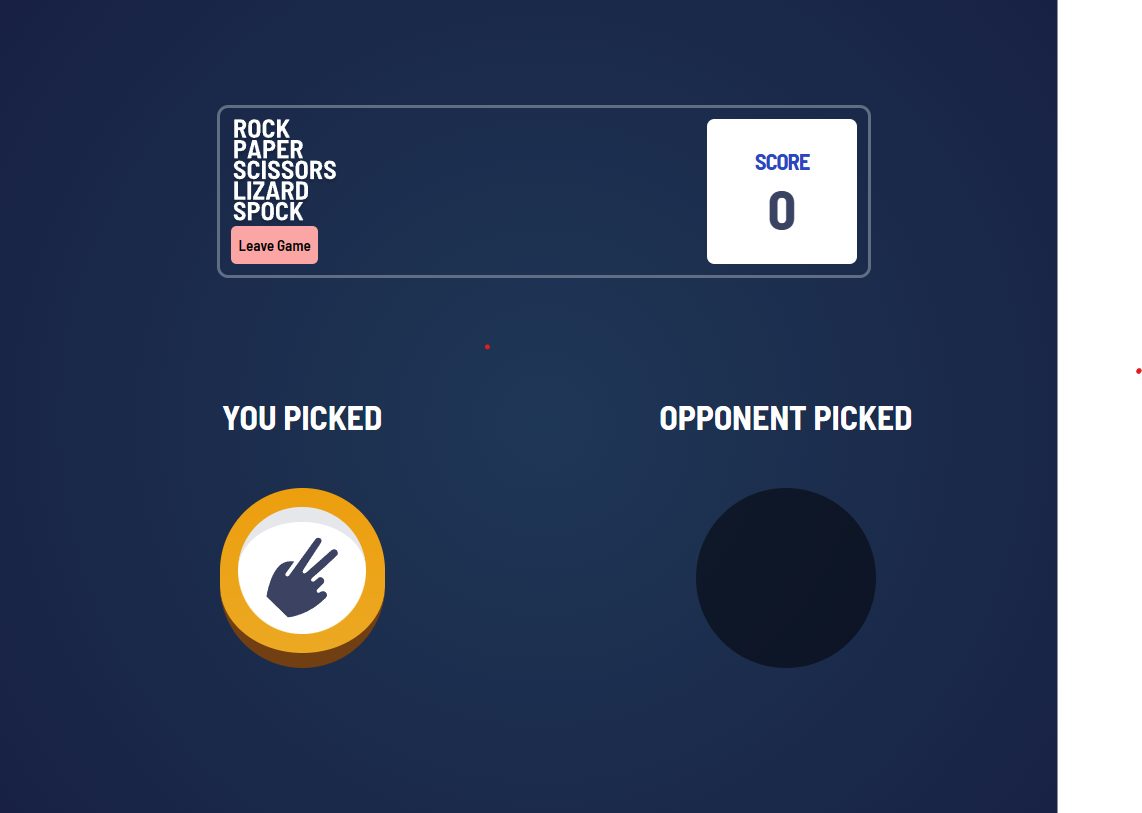 ROCK
PAPER
SCISSORS
LIZARD
SPOCK
Leave Game
SCORE
0
YOU PICKED
OPPONENT PICKED